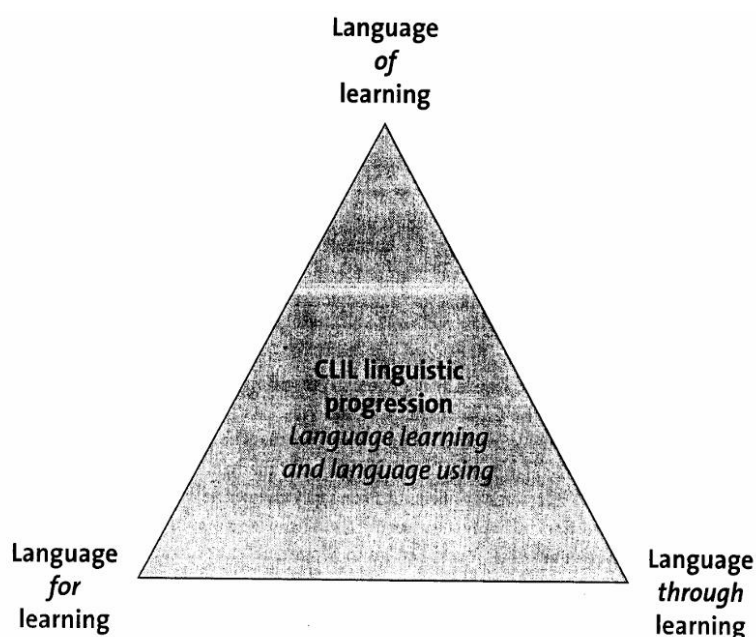 Language
of
learning
CLIL linguistic
progression
Language learning
and language using
Language
for
learning
Language
through
learning